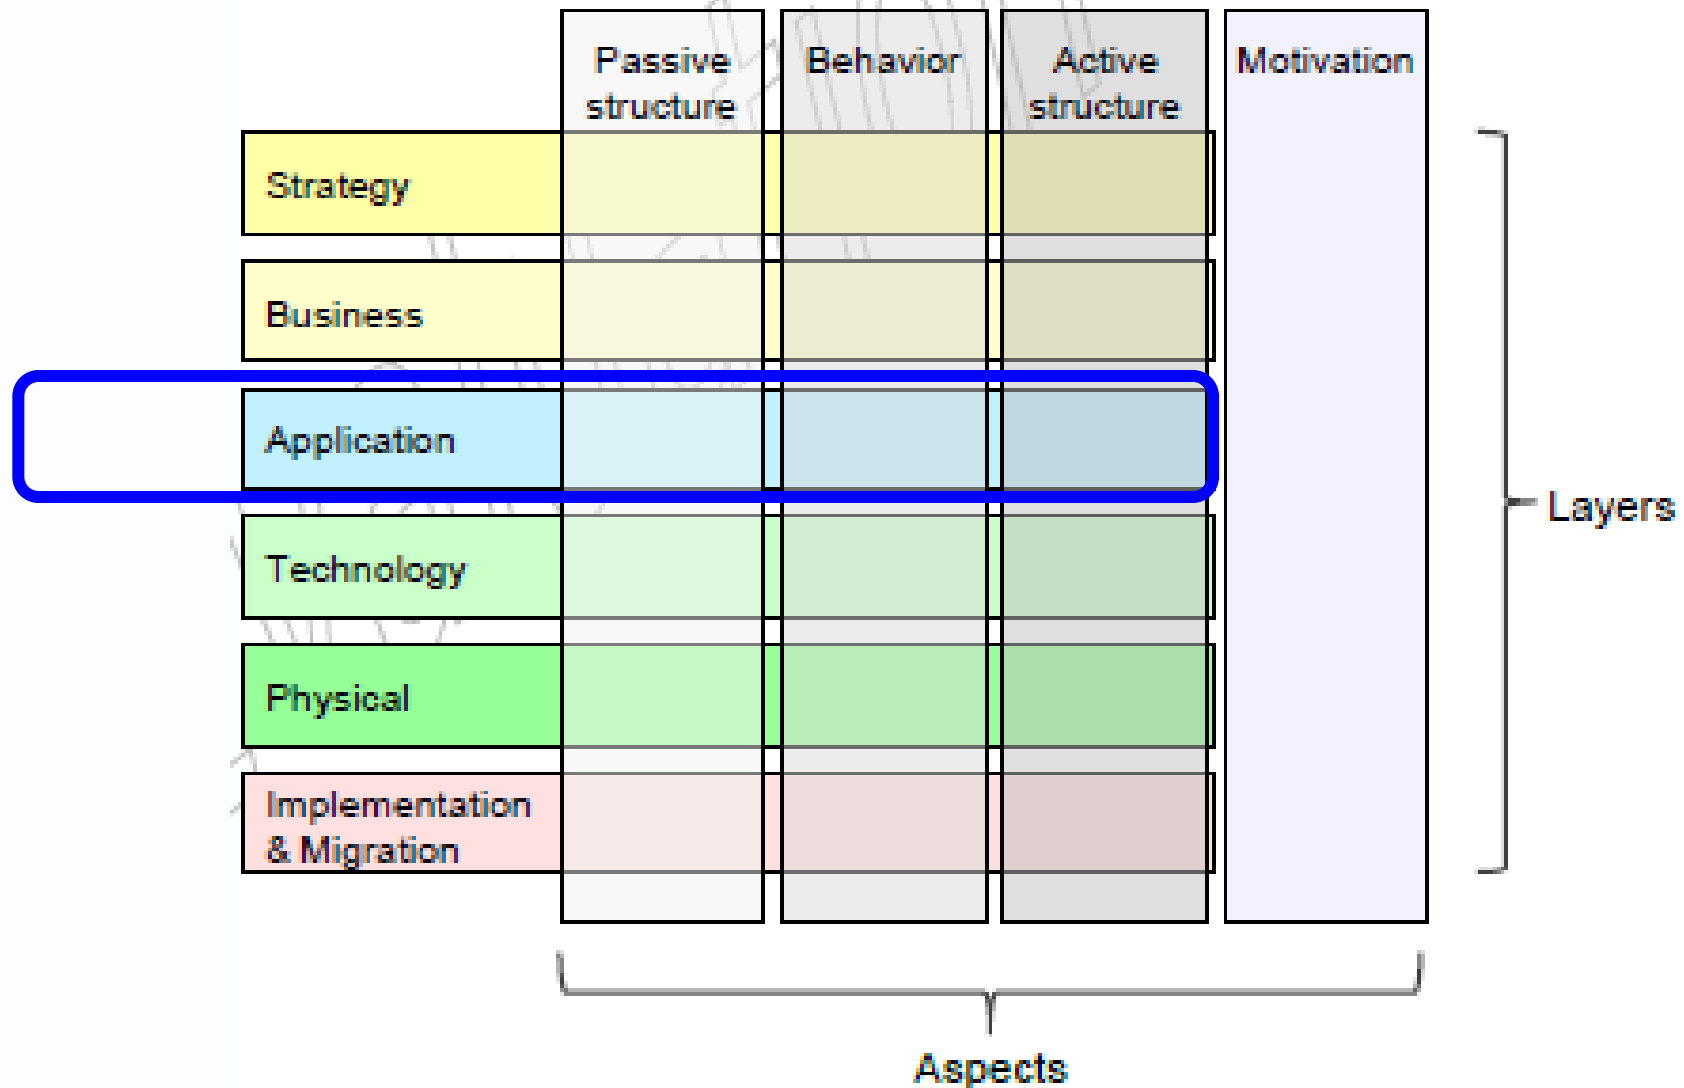 Passive
structure
Behavior
Active
structure
Motivation
Strategy
Business
Application
Technology
Physical
Implementation
& Migration
Layers
Aspects